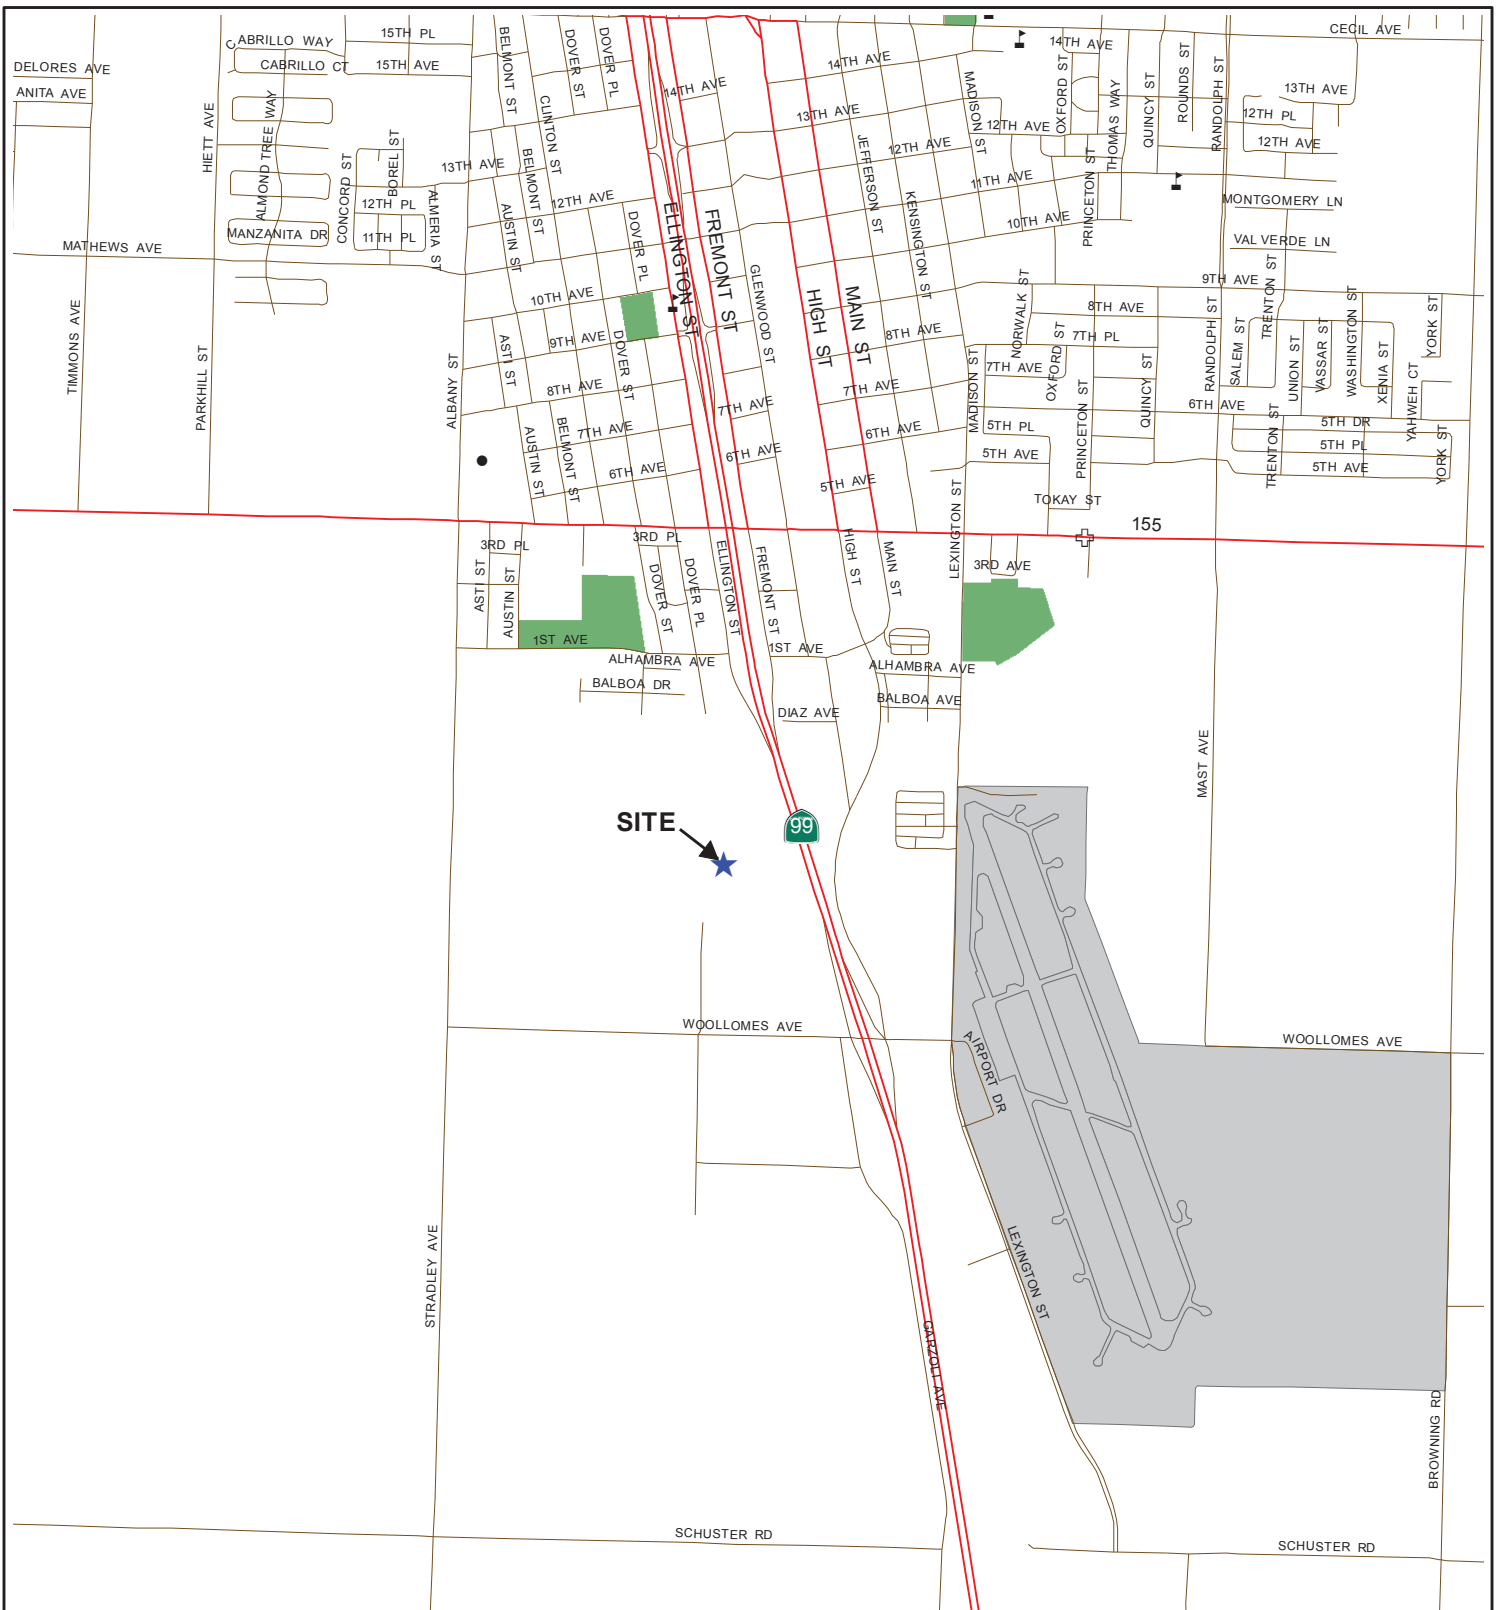 CECIL AVE
15TH PL
CABRILLO WAY
15TH AVE
CABRILLO CT
DELORES AVE
ANITA AVE
HIETT AVE
ALMOND TREE WAY
BELMONT ST
DOVER ST
DOVER PL
CLINTON ST
14TH AVE
14TH AVE
14TH AVE
MADISON ST
OXFORD ST
THOMAS WAY
QUINCY ST
ROUNDS ST
RANDOLPH ST
13TH AVE
12TH PL
12TH AVE
13TH AVE
12TH AVE
12TH AVE
JEFFERSON ST
11TH AVE
10TH AVE
PRINCETON ST
MONTGOMERY LN
VAL VERDE LN
CONCORD ST
BOREL ST
13TH AVE
BELMONT ST
12TH PL
11TH PL
ALMERIA ST
12TH AVE
AUSTIN ST
DOVER PL
MANZANITA DR
MATHEWS AVE
ELLINGTON ST
FREMONT ST
GLENWOOD ST
HIGH ST
MAIN ST
KENSINGTON ST
9TH AVE
TRENTON ST
8TH AVE
NORWALK ST
7TH PL
OXFORD ST
7TH AVE
TIMMONS AVE
PARKHILL ST
ALBANY ST
10TH AVE
9TH AVE
ASTI ST
DOVER ST
8TH AVE
8TH AVE
7TH AVE
7TH AVE
MADISON ST
QUINCY ST
PRINCETON ST
RANDOLPH ST
SALEM ST
UNION ST
VASSAR ST
WASHINGTON ST
XENIA ST
YORK ST
YAHWEH CT
6TH AVE
5TH DR
5TH PL
5TH AVE
TRENTON ST
YORK ST
AUSTIN ST
BELMONT ST
7TH AVE
6TH AVE
6TH AVE
6TH AVE
5TH AVE
5TH PL
5TH AVE
TOKAY ST
155
LEXINGTON ST
3RD PL
3RD PL
ASTI ST
AUSTIN ST
DOVER ST
DOVER PL
ELLINGTON ST
FREMONT ST
HIGH ST
MAIN ST
3RD AVE
1ST AVE
1ST AVE
ALHAMBRA AVE
ALHAMBRA AVE
BALBOA DR
BALBOA AVE
DIAZ AVE
MAST AVE
SITE
99
WOOLLOMES AVE
WOOLLOMES AVE
AIRPORT DR
STRADLEY AVE
LEXINGTON ST
GARZOLI AVE
BROWNING RD
SCHUSTER RD
SCHUSTER RD